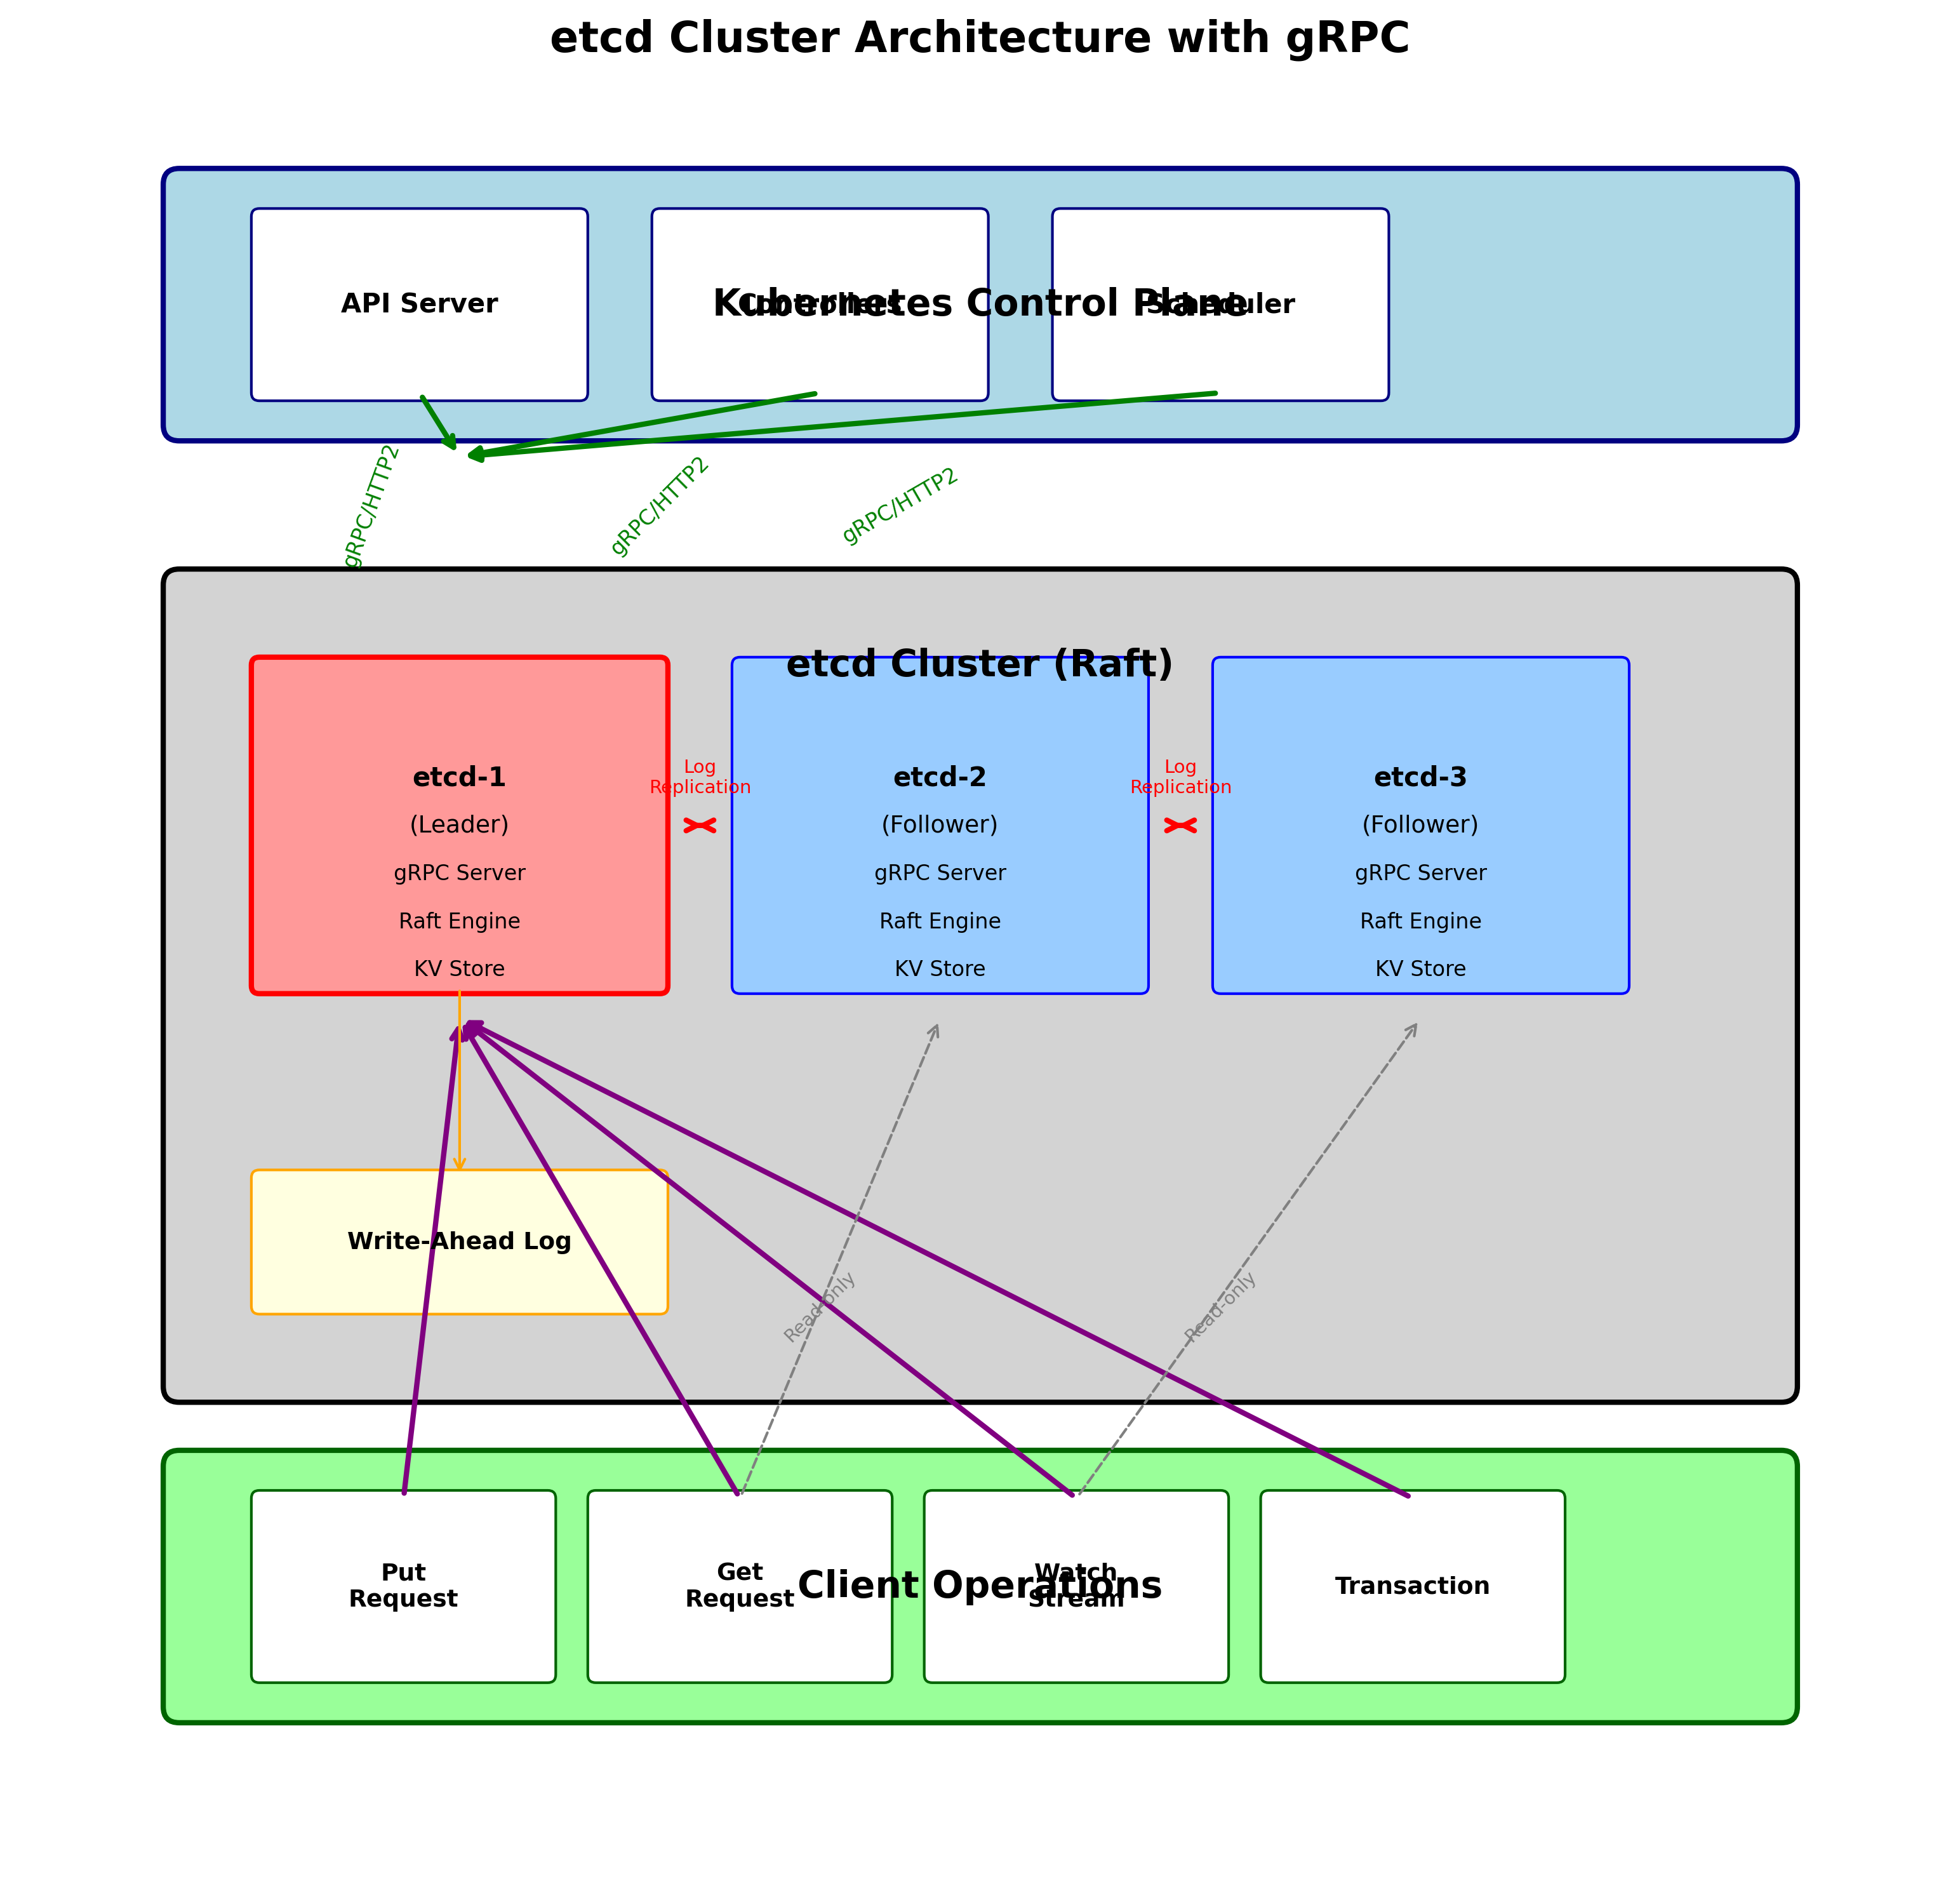 etcd Cluster Architecture with gRPC
API Server
Controllers
Scheduler
Kubernetes Control Plane
gRPC/HTTP2
gRPC/HTTP2
gRPC/HTTP2
etcd Cluster (Raft)
etcd-1
(Leader)
gRPC Server
Raft Engine
KV Store
Log
Replication
etcd-2
(Follower)
gRPC Server
Raft Engine
KV Store
Log
Replication
etcd-3
(Follower)
gRPC Server
Raft Engine
KV Store
Write-Ahead Log
Read-only
Read-only
Put
Request
Get
Request
Watch
Stream
Transaction
Client Operations